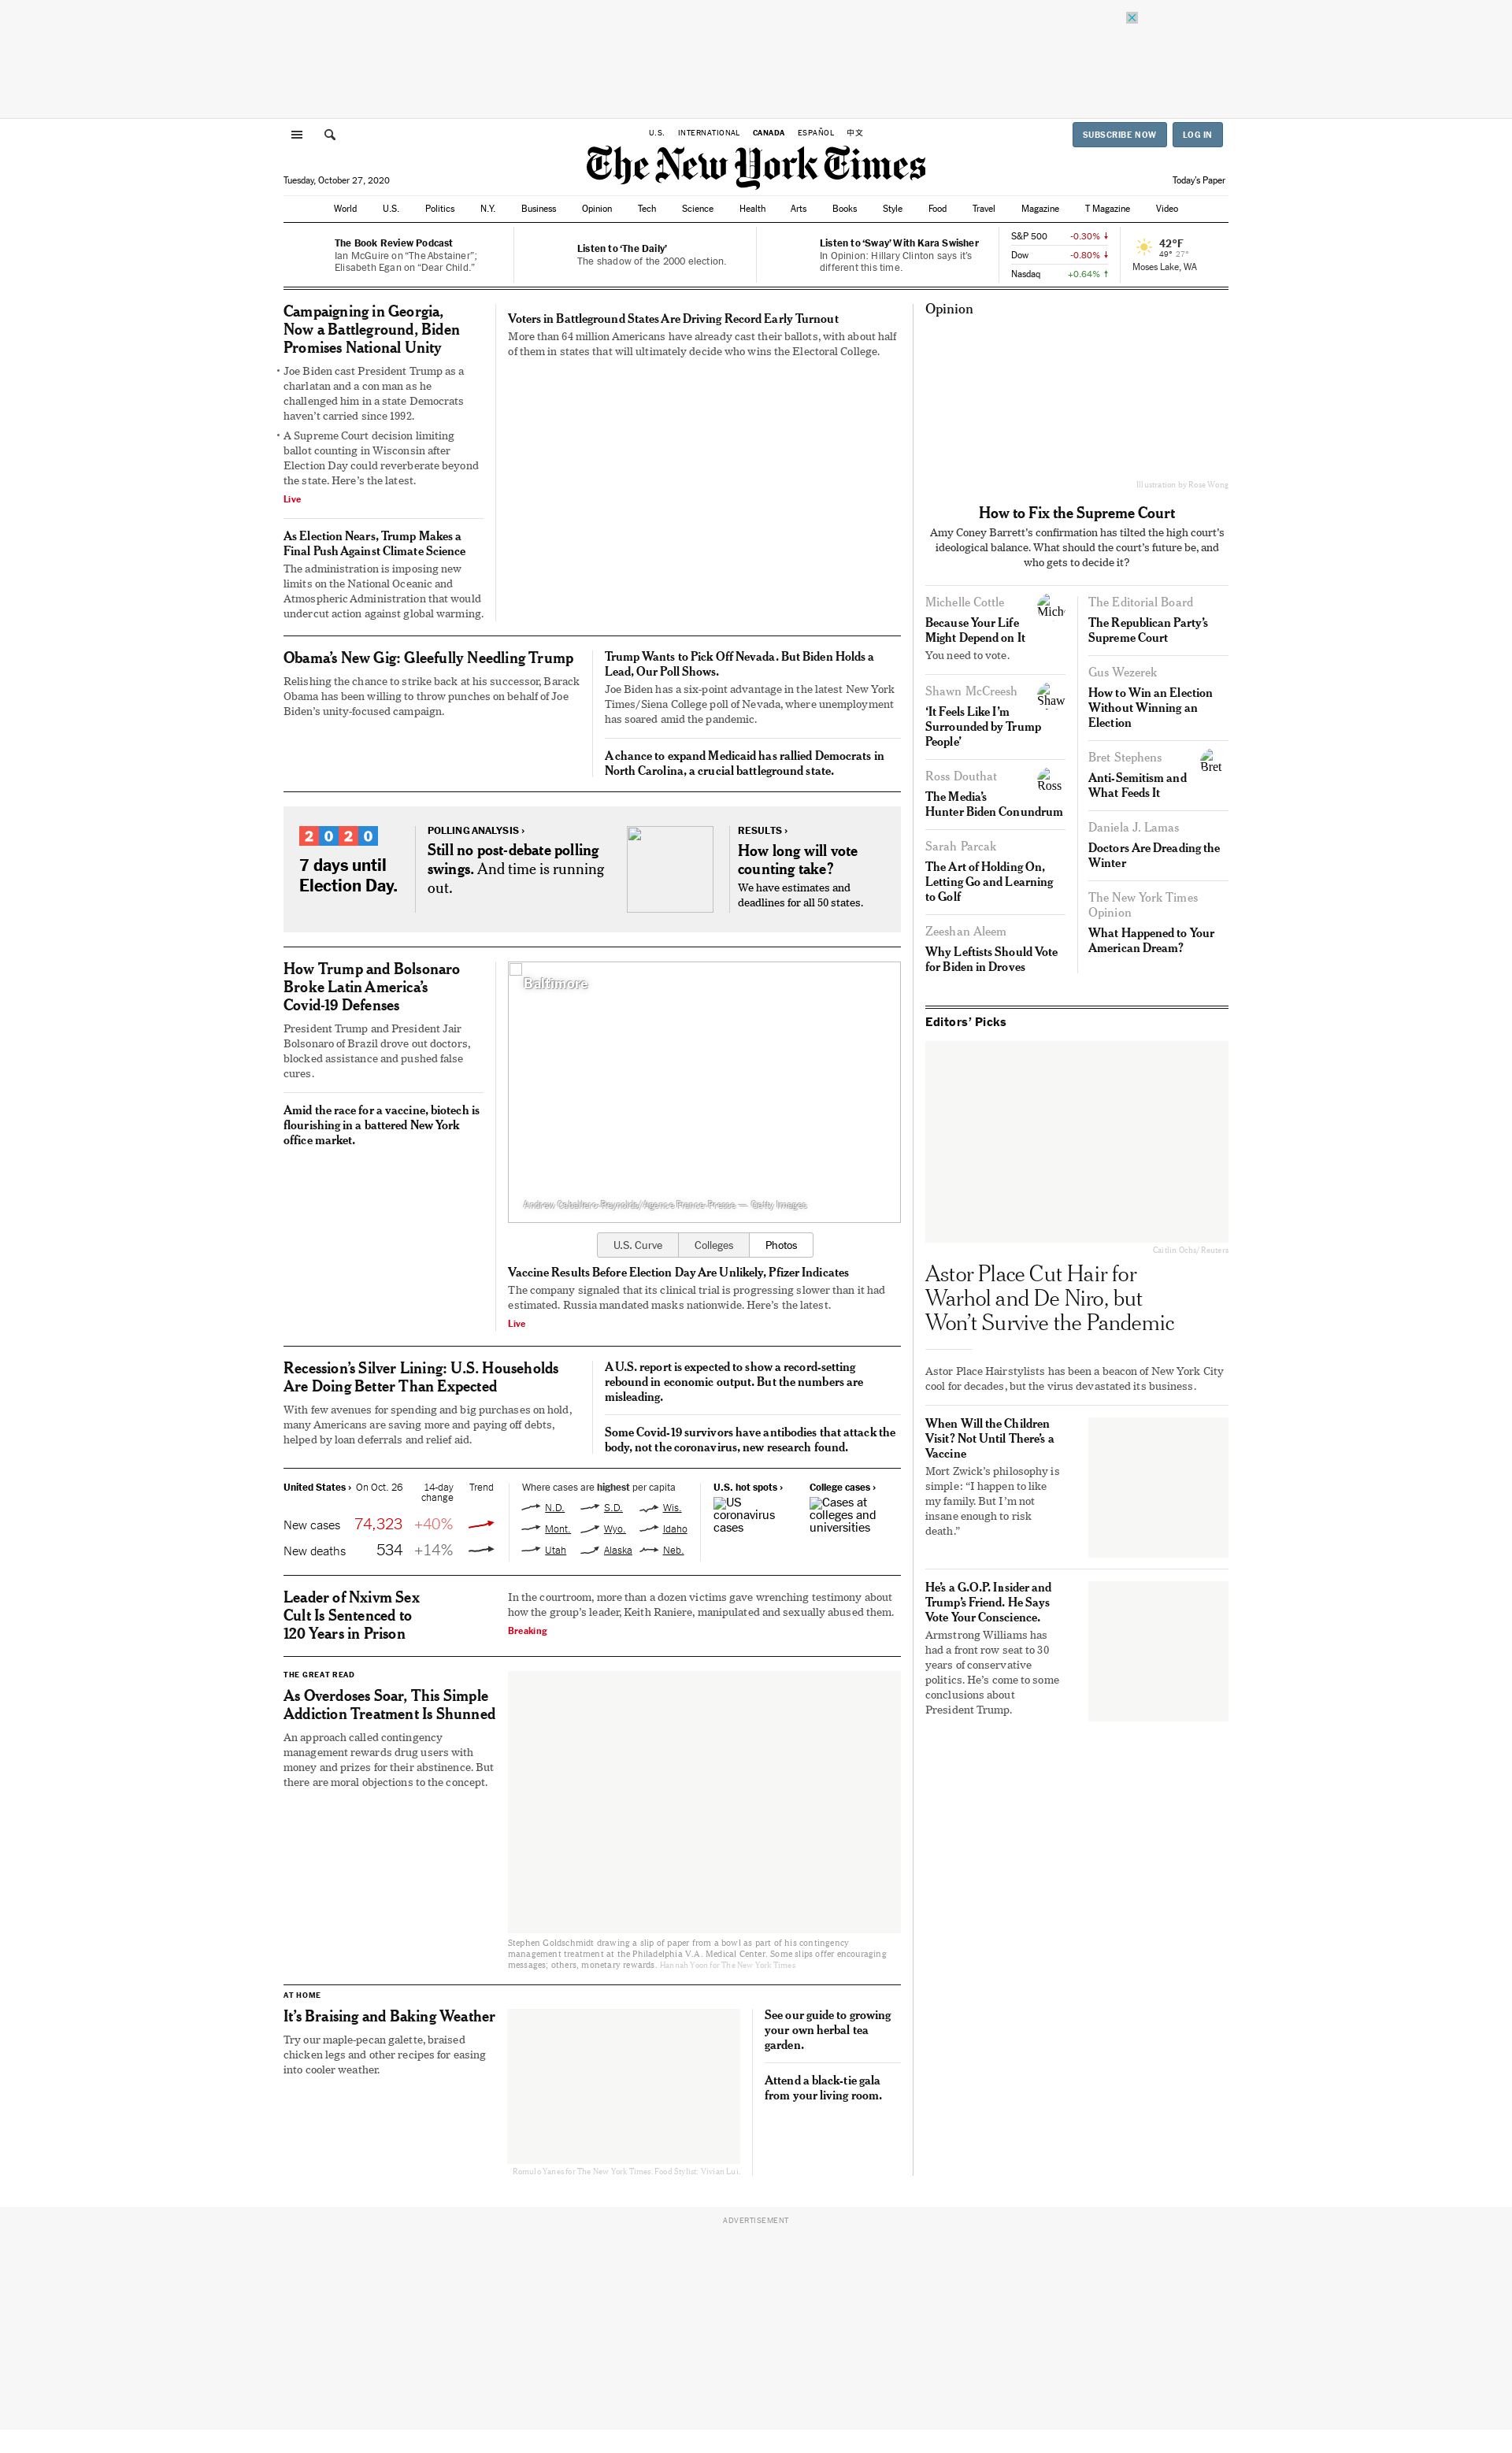 U.S. INTERNATIONAL CANADA ESPAÑOL 中文
SUBSCRIBE NOW
LOG IN
The New York Times
Tuesday, October 27, 2020
Today's Paper
World U.S. Politics N.Y. Business Opinion Tech Science Health Arts Books Style Food Travel Magazine T Magazine Video
The Book Review Podcast
Ian McGuire on “The Abstainer”;
Elisabeth Egan on “Dear Child.”
Listen to ‘The Daily’
The shadow of the 2000 election.
Listen to ‘Sway’ With Kara Swisher
In Opinion: Hillary Clinton says it’s
different this time.
S&P 500 -0.30%
Dow -0.80%
Nasdaq +0.64%
42°F
49° 27°
Moses Lake, WA
Campaigning in Georgia,
Now a Battleground, Biden
Promises National Unity
• Joe Biden cast President Trump as a
charlatan and a con man as he
challenged him in a state Democrats
haven’t carried since 1992.
• A Supreme Court decision limiting
ballot counting in Wisconsin after
Election Day could reverberate beyond
the state. Here’s the latest.
Live
As Election Nears, Trump Makes a
Final Push Against Climate Science
The administration is imposing new
limits on the National Oceanic and
Atmospheric Administration that would
undercut action against global warming.
Voters in Battleground States Are Driving Record Early Turnout
More than 64 million Americans have already cast their ballots, with about half
of them in states that will ultimately decide who wins the Electoral College.
Obama’s New Gig: Gleefully Needling Trump
Relishing the chance to strike back at his successor, Barack
Obama has been willing to throw punches on behalf of Joe
Biden’s unity-focused campaign.
Trump Wants to Pick Off Nevada. But Biden Holds a
Lead, Our Poll Shows.
Joe Biden has a six-point advantage in the latest New York
Times/Siena College poll of Nevada, where unemployment
has soared amid the pandemic.
A chance to expand Medicaid has rallied Democrats in
North Carolina, a crucial battleground state.
2020
7 days until
Election Day.
POLLING ANALYSIS ›
Still no post-debate polling
swings. And time is running
out.
RESULTS ›
How long will vote
counting take?
We have estimates and
deadlines for all 50 states.
How Trump and Bolsonaro
Broke Latin America’s
Covid-19 Defenses
President Trump and President Jair
Bolsonaro of Brazil drove out doctors,
blocked assistance and pushed false
cures.
Amid the race for a vaccine, biotech is
flourishing in a battered New York
office market.
Baltimore
Andrew Caballero-Reynolds/Agence France-Presse — Getty Images
U.S. Curve Colleges Photos
Vaccine Results Before Election Day Are Unlikely, Pfizer Indicates
The company signaled that its clinical trial is progressing slower than it had
estimated. Russia mandated masks nationwide. Here’s the latest.
Live
Recession’s Silver Lining: U.S. Households
Are Doing Better Than Expected
With few avenues for spending and big purchases on hold,
many Americans are saving more and paying off debts,
helped by loan deferrals and relief aid.
A U.S. report is expected to show a record-setting
rebound in economic output. But the numbers are
misleading.
Some Covid-19 survivors have antibodies that attack the
body, not the coronavirus, new research found.
United States › On Oct. 26 14-day
change Trend
New cases 74,323 +40%
New deaths 534 +14%
Where cases are highest per capita
N.D. S.D. Wis.
Mont. Wyo. Idaho
Utah Alaska Neb.
U.S. hot spots ›
US
coronavirus
cases
College cases ›
Cases at
colleges and
universities
Leader of Nxivm Sex
Cult Is Sentenced to
120 Years in Prison
In the courtroom, more than a dozen victims gave wrenching testimony about
how the group’s leader, Keith Raniere, manipulated and sexually abused them.
Breaking
THE GREAT READ
As Overdoses Soar, This Simple
Addiction Treatment Is Shunned
An approach called contingency
management rewards drug users with
money and prizes for their abstinence. But
there are moral objections to the concept.
Stephen Goldschmidt drawing a slip of paper from a bowl as part of his contingency
management treatment at the Philadelphia V.A. Medical Center. Some slips offer encouraging
messages; others, monetary rewards. Hannah Yoon for The New York Times
AT HOME
It’s Braising and Baking Weather
Try our maple-pecan galette, braised
chicken legs and other recipes for easing
into cooler weather.
Romulo Yanes for The New York Times. Food Stylist: Vivian Lui.
See our guide to growing
your own herbal tea
garden.
Attend a black-tie gala
from your living room.
Opinion
Illustration by Rose Wong
How to Fix the Supreme Court
Amy Coney Barrett’s confirmation has tilted the high court’s
ideological balance. What should the court’s future be, and
who gets to decide it?
Michelle Cottle
Miche
Because Your Life
Might Depend on It
You need to vote.
Shawn McCreesh
Shaw
‘It Feels Like I’m
Surrounded by Trump
People’
Ross Douthat
Ross
The Media’s
Hunter Biden Conundrum
Sarah Parcak
The Art of Holding On,
Letting Go and Learning
to Golf
Zeeshan Aleem
Why Leftists Should Vote
for Biden in Droves
The Editorial Board
The Republican Party’s
Supreme Court
Gus Wezerek
How to Win an Election
Without Winning an
Election
Bret Stephens
Bret
Anti-Semitism and
What Feeds It
Daniela J. Lamas
Doctors Are Dreading the
Winter
The New York Times
Opinion
What Happened to Your
American Dream?
Editors’ Picks
Caitlin Ochs/Reuters
Astor Place Cut Hair for
Warhol and De Niro, but
Won’t Survive the Pandemic
Astor Place Hairstylists has been a beacon of New York City
cool for decades, but the virus devastated its business.
When Will the Children
Visit? Not Until There’s a
Vaccine
Mort Zwick’s philosophy is
simple: “I happen to like
my family. But I’m not
insane enough to risk
death.”
He’s a G.O.P. Insider and
Trump’s Friend. He Says
Vote Your Conscience.
Armstrong Williams has
had a front row seat to 30
years of conservative
politics. He’s come to some
conclusions about
President Trump.
ADVERTISEMENT